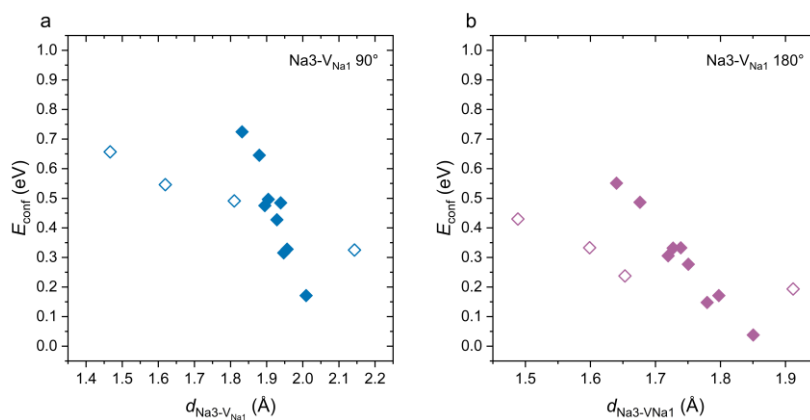 a
Na3-V_Na1 90°
1.0
0.9
0.8
0.7
0.6
0.5
0.4
0.3
0.2
0.1
0.0
E_conf (eV)
1.4 1.5 1.6 1.7 1.8 1.9 2.0 2.1 2.2
d_Na3-V_Na1 (Å)
b
Na3-V_Na1 180°
1.0
0.9
0.8
0.7
0.6
0.5
0.4
0.3
0.2
0.1
0.0
E_conf (eV)
1.5 1.6 1.7 1.8 1.9
d_Na3-VNa1 (Å)